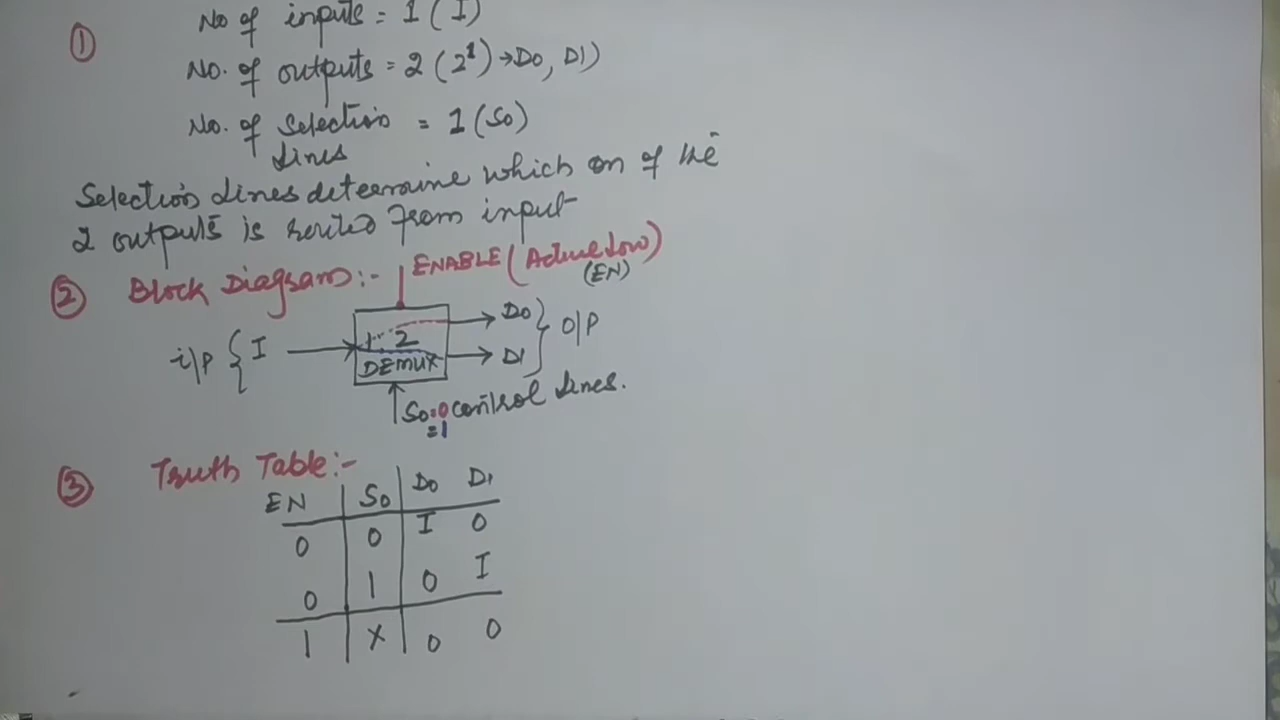 ①
No of inputs = 1 ( I )
No. of outputs = 2 ( 2¹ ) → D0, D1)
No. of selection = 1 (S0)
lines
Selection lines determine which on of the
2 outputs is routed from input
② Block Diagram:- ENABLE (Active Low)
(EN)
i/p { I
1:2
DEMUX
D0
D1
} O/P
S0:0 control lines.
=1
③ Truth Table:-
EN S0 D0 D1
0 0 I 0
0 1 0 I
1 X 0 0